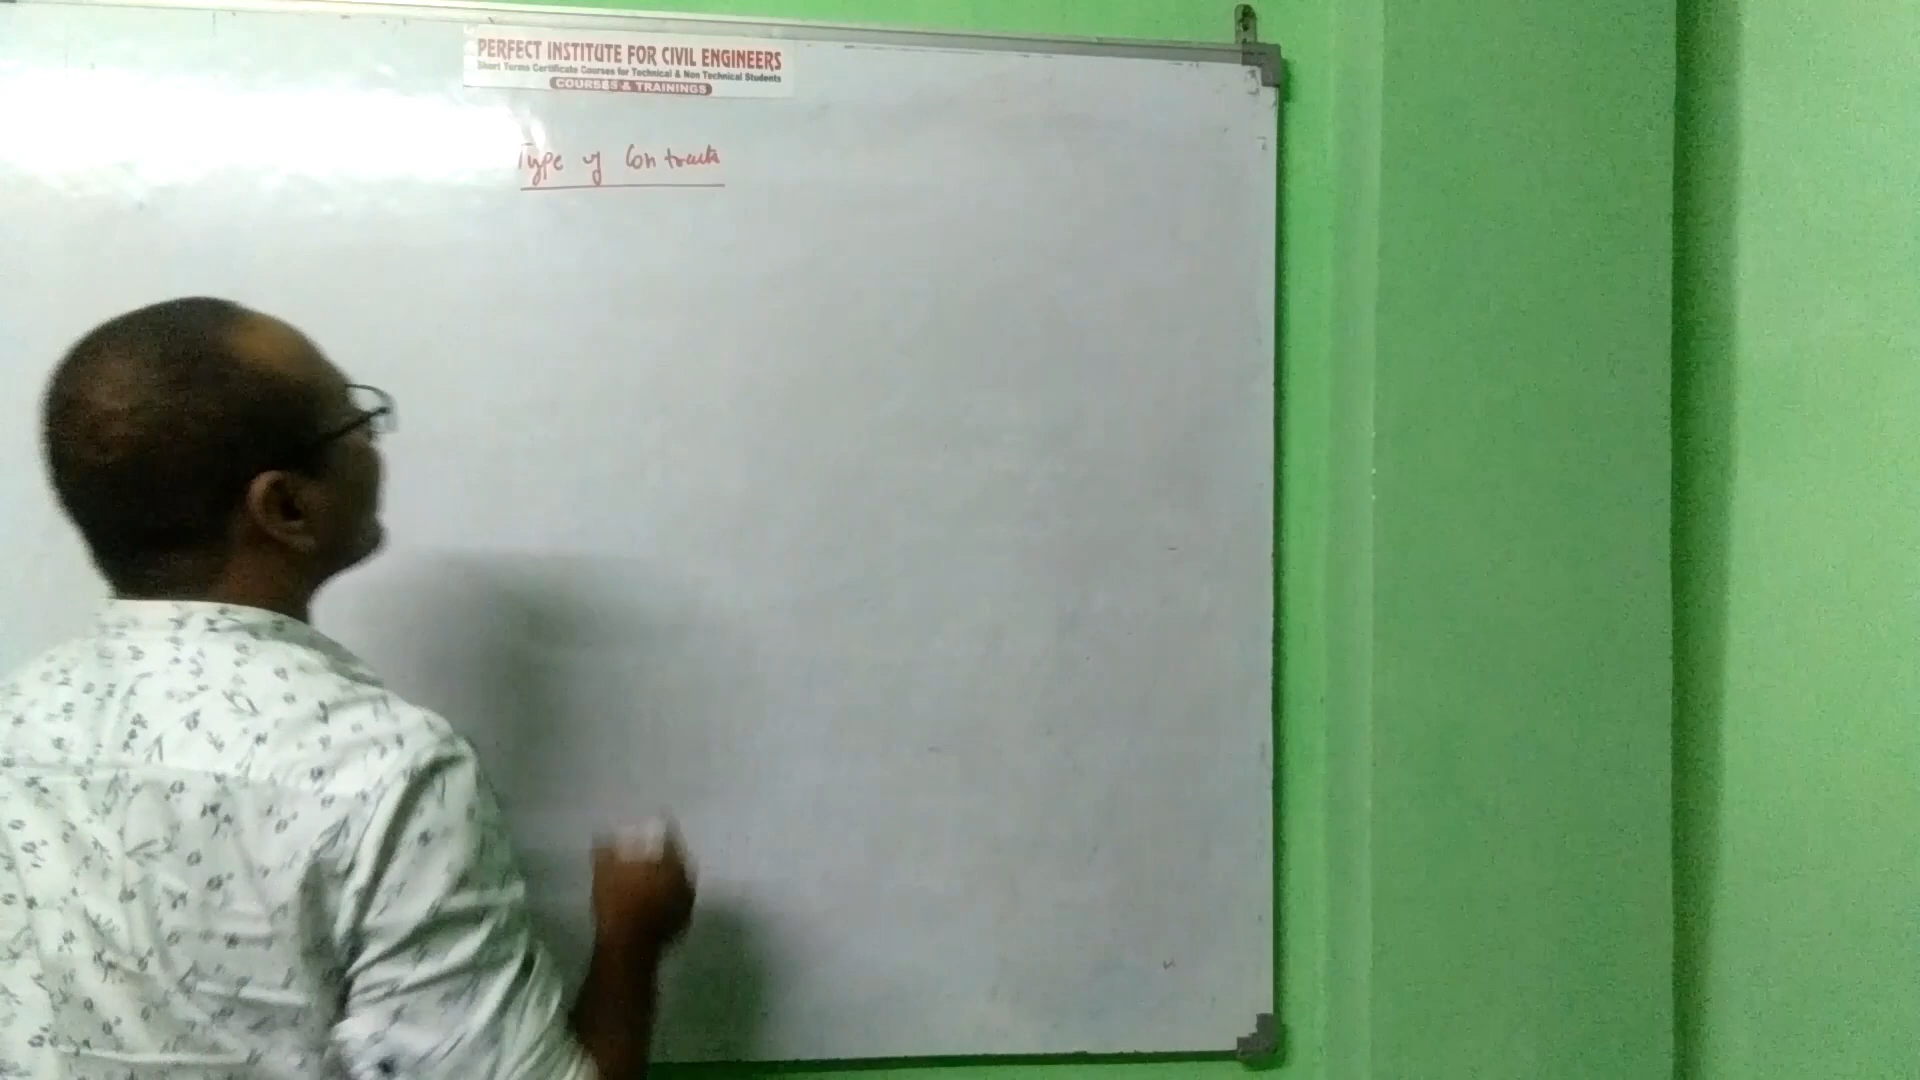 PERFECT INSTITUTE FOR CIVIL ENGINEERS
Short Terms Certificate Courses for Technical & Non Technical Students
COURSES & TRAININGS
Type of Contracts